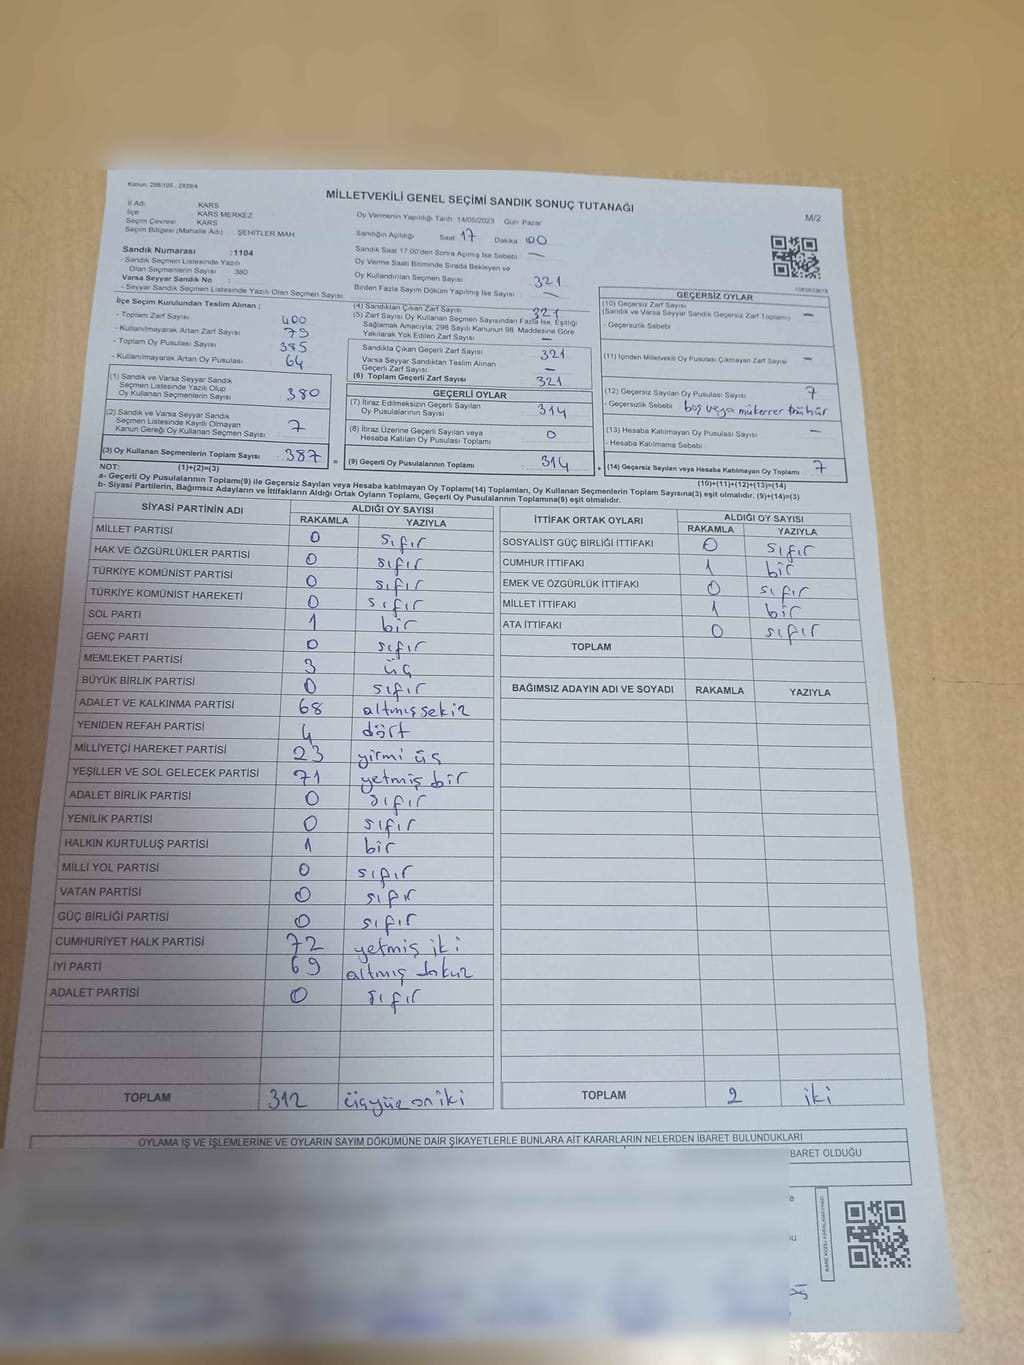 Kanun: 298/105 , 2939/4
MİLLETVEKİLİ GENEL SEÇİMİ SANDIK SONUÇ TUTANAĞI
M/2
İl Adı KARS
İlçe KARS MERKEZ
Seçim Çevresi KARS
Seçim Bölgesi (Mahalle Adı) : ŞEHİTLER MAH
Sandık Numarası :1104
- Sandık Seçmen Listesinde Yazılı
Olan Seçmenlerin Sayısı : 380
Varsa Seyyar Sandık No :
- Seyyar Sandık Seçmen Listesinde Yazılı Olan Seçmen Sayısı
Oy Vermenin Yapıldığı Tarih 14/05/2023 Gün Pazar
Sandığın Açıldığı Saat 17 Dakika 00
Sandık Saat 17:00'den Sonra Açımış İse Sebebi —
Oy Verme Saati Bitiminde Sırada Bekleyen ve
Oy Kullandırılan Seçmen Sayısı 321
Birden Fazla Sayım Döküm Yapılmış İse Sayısı —
İlçe Seçim Kurulundan Teslim Alınan ;
- Toplam Zarf Sayısı 400
- Kullanılmayarak Artan Zarf Sayısı 79
- Toplam Oy Pusulası Sayısı 385
- Kullanılmayarak Artan Oy Pusulası 64
(1) Sandık ve Varsa Seyyar Sandık
Seçmen Listesinde Yazılı Olup
Oy Kullanan Seçmenlerin Sayısı 380
(2) Sandık ve Varsa Seyyar Sandık
Seçmen Listesinde Kayıtlı Olmayan
Kanun Gereği Oy Kullanan Seçmen Sayısı 7
(3) Oy Kullanan Seçmenlerin Toplam Sayısı 387
(4) Sandıktan Çıkan Zarf Sayısı 321
(5) Zarf Sayısı Oy Kullanan Seçmen Sayısından Fazla İse, Eşitliği
Sağlamak Amacıyla; 298 Sayılı Kanunun 98. Maddesine Göre
Yakılarak Yok Edilen Zarf Sayısı —
Sandıkta Çıkan Geçerli Zarf Sayısı 321
Varsa Seyyar Sandıktan Teslim Alınan
Geçerli Zarf Sayısı —
(6) Toplam Geçerli Zarf Sayısı 321
GEÇERLİ OYLAR
(7) İtiraz Edilmeksizin Geçerli Sayılan
Oy Pusulalarının Sayısı 314
(8) İtiraz Üzerine Geçerli Sayılan veya
Hesaba Katılan Oy Pusulası Toplamı 0
= (9) Geçerli Oy Pusulalarının Toplamı 314
GEÇERSİZ OYLAR
(10) Geçersiz Zarf Sayısı
(Sandık ve Varsa Seyyar Sandık Geçersiz Zarf Toplamı) —
- Geçersizlik Sebebi
(11) İçinden Milletvekili Oy Pusulası Çıkmayan Zarf Sayısı —
(12) Geçersiz Sayılan Oy Pusulası Sayısı 7
- Geçersizlik Sebebi boş veya mükerrer mühür
(13) Hesaba Katılmayan Oy Pusulası Sayısı —
- Hesaba Katılmama Sebebi
+ (14) Geçersiz Sayılan veya Hesaba Katılmayan Oy Toplamı 7
NOT: (1)+(2)=(3) (10)+(11)+(12)+(13)=(14)
a- Geçerli Oy Pusulalarının Toplamı(9) ile Geçersiz Sayılan veya Hesaba katılmayan Oy Toplamı(14) Toplamları, Oy Kullanan Seçmenlerin Toplam Sayısına(3) eşit olmalıdır. (9)+(14)=(3)
b- Siyasi Partilerin, Bağımsız Adayların ve İttifakların Aldığı Ortak Oyların Toplamı, Geçerli Oy Pusulalarının Toplamına(9) eşit olmalıdır.
SİYASİ PARTİNİN ADI ALDIĞI OY SAYISI
RAKAMLA YAZIYLA
MİLLET PARTİSİ 0 sıfır
HAK VE ÖZGÜRLÜKLER PARTİSİ 0 sıfır
TÜRKİYE KOMÜNİST PARTİSİ 0 sıfır
TÜRKİYE KOMÜNİST HAREKETİ 0 sıfır
SOL PARTİ 1 bir
GENÇ PARTİ 0 sıfır
MEMLEKET PARTİSİ 3 üç
BÜYÜK BİRLİK PARTİSİ 0 sıfır
ADALET VE KALKINMA PARTİSİ 68 altmış sekiz
YENİDEN REFAH PARTİSİ 4 dört
MİLLİYETÇİ HAREKET PARTİSİ 23 yirmi üç
YEŞİLLER VE SOL GELECEK PARTİSİ 71 yetmiş bir
ADALET BİRLİK PARTİSİ 0 sıfır
YENİLİK PARTİSİ 0 sıfır
HALKIN KURTULUŞ PARTİSİ 1 bir
MİLLİ YOL PARTİSİ 0 sıfır
VATAN PARTİSİ 0 sıfır
GÜÇ BİRLİĞİ PARTİSİ 0 sıfır
CUMHURİYET HALK PARTİSİ 72 yetmiş iki
İYİ PARTİ 69 altmış dokuz
ADALET PARTİSİ 0 sıfır
TOPLAM 312 üçyüz on iki
İTTİFAK ORTAK OYLARI ALDIĞI OY SAYISI
RAKAMLA YAZIYLA
SOSYALİST GÜÇ BİRLİĞİ İTTİFAKI 0 sıfır
CUMHUR İTTİFAKI 1 bir
EMEK VE ÖZGÜRLÜK İTTİFAKI 0 sıfır
MİLLET İTTİFAKI 1 bir
ATA İTTİFAKI 0 sıfır
TOPLAM
BAĞIMSIZ ADAYIN ADI VE SOYADI RAKAMLA YAZIYLA
TOPLAM 2 iki
OYLAMA İŞ VE İŞLEMLERİNE VE OYLARIN SAYIM DÖKÜMÜNE DAİR ŞİKAYETLERLE BUNLARA AİT KARARLARIN NELERDEN İBARET BULUNDUKLARI
BARET OLDUĞU